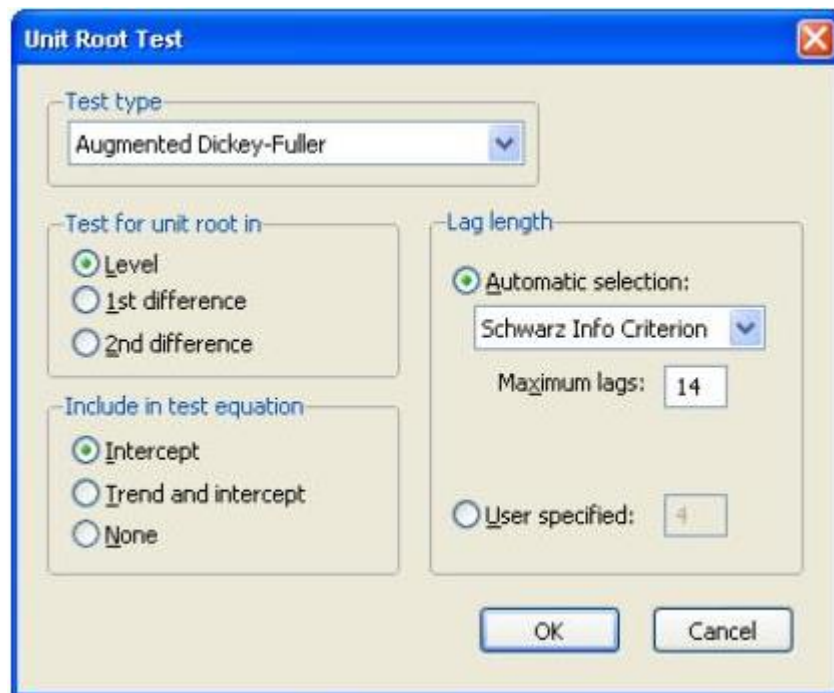 Unit Root Test
Test type
Augmented Dickey-Fuller
Test for unit root in
Level
1st difference
2nd difference
Include in test equation
Intercept
Trend and intercept
None
Lag length
Automatic selection:
Schwarz Info Criterion
Maximum lags: 14
User specified: 4
OK Cancel